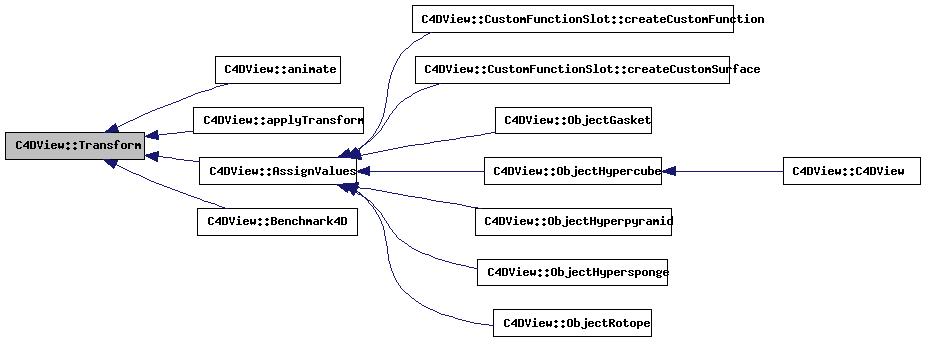 C4DView::CustomFunctionSlot::createCustomFunction
C4DView::animate
C4DView::CustomFunctionSlot::createCustomSurface
C4DView::applyTransform
C4DView::ObjectGasket
C4DView::Transform
C4DView::AssignValues
C4DView::ObjectHypercube
C4DView::C4DView
C4DView::Benchmark4D
C4DView::ObjectHyperpyramid
C4DView::ObjectHypersponge
C4DView::ObjectRotope